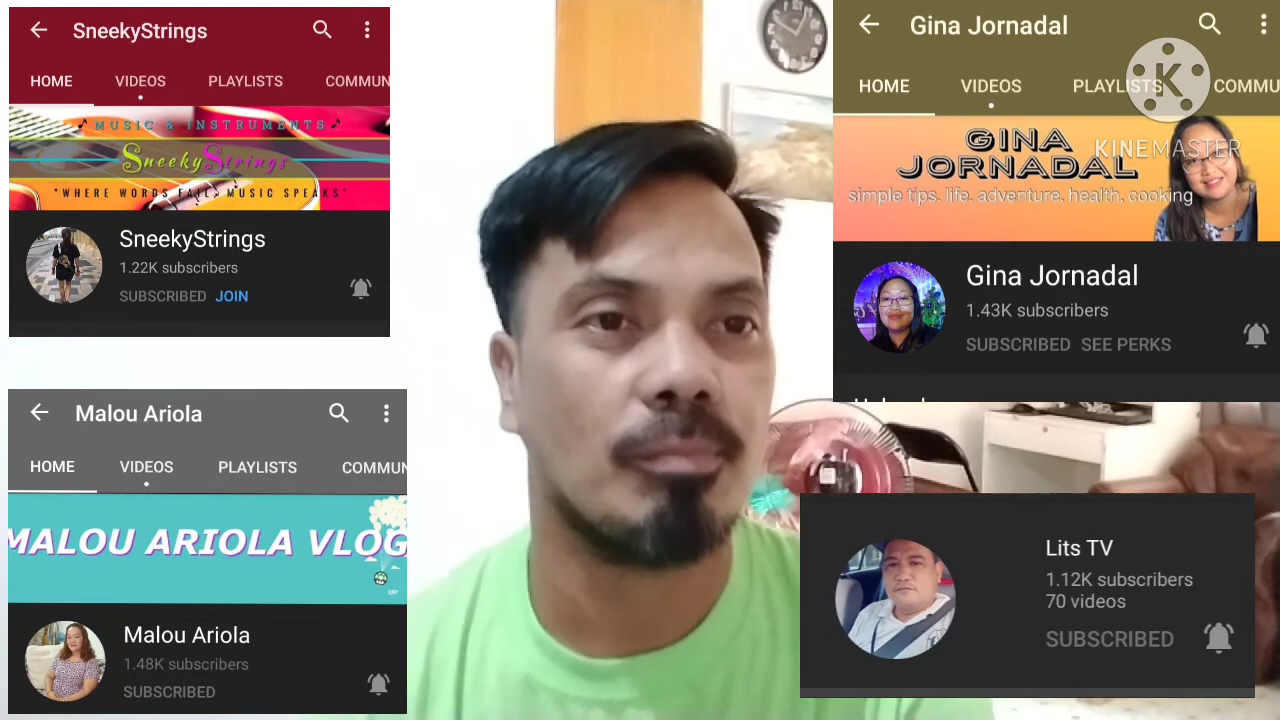 SneekyStrings
HOME VIDEOS PLAYLISTS COMMUN
♪ MUSIC & INSTRUMENTS ♪
SneekyStrings
"WHERE WORDS FAIL, MUSIC SPEAKS"
SneekyStrings
1.22K subscribers
SUBSCRIBED JOIN
Gina Jornadal
HOME VIDEOS PLAYLISTS COMMU
K
KINEMASTER
GINA
JORNADAL
simple tips, life, adventure, health, cooking
Gina Jornadal
1.43K subscribers
SUBSCRIBED SEE PERKS
Malou Ariola
HOME VIDEOS PLAYLISTS COMMUN
MALOU ARIOLA VLOG
UP
Malou Ariola
1.48K subscribers
SUBSCRIBED
Lits TV
1.12K subscribers
70 videos
SUBSCRIBED